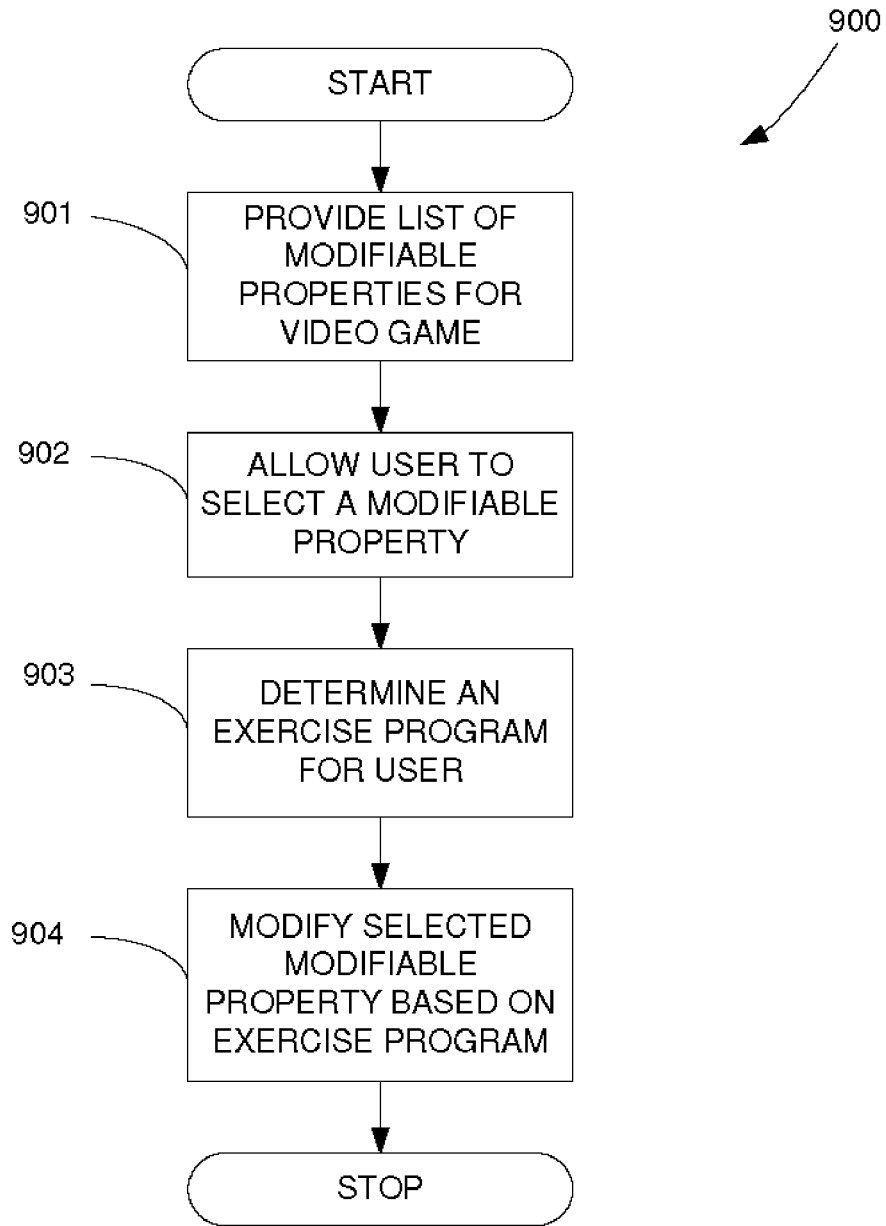 900
START
901
PROVIDE LIST OF
MODIFIABLE
PROPERTIES FOR
VIDEO GAME
902
ALLOW USER TO
SELECT A MODIFIABLE
PROPERTY
903
DETERMINE AN
EXERCISE PROGRAM
FOR USER
904
MODIFY SELECTED
MODIFIABLE
PROPERTY BASED ON
EXERCISE PROGRAM
STOP